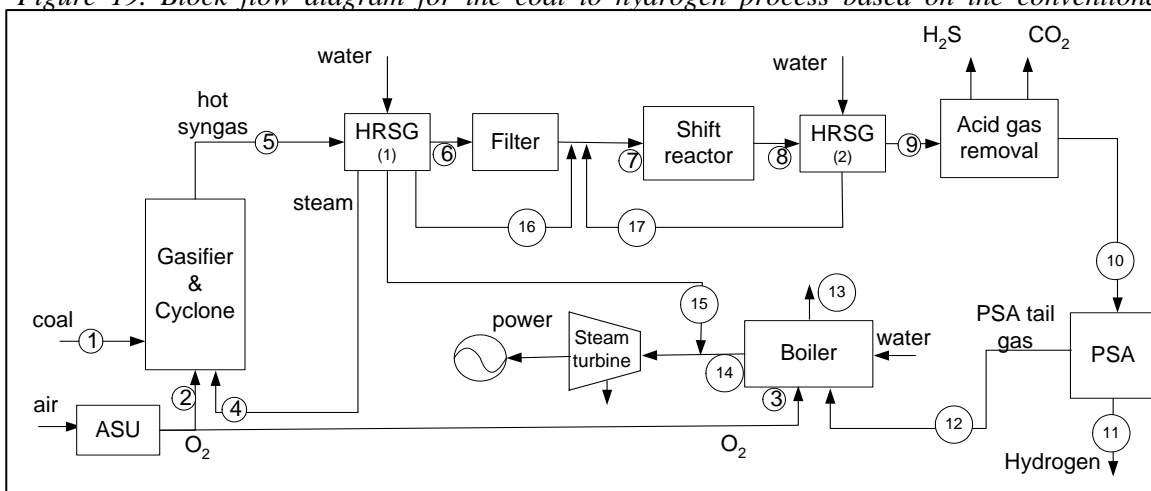 Figure 19. Block flow diagram for the coal to hydrogen process based on the conventional
H2S
CO2
water
water
hot
syngas
5
HRSG
(1)
6
Filter
7
Shift
reactor
8
HRSG
(2)
9
Acid gas
removal
steam
16
17
Gasifier
&
Cyclone
10
15
13
coal
1
power
Steam
turbine
14
Boiler
water
PSA tail
gas
PSA
3
2
4
air
ASU
O2
O2
12
11
Hydrogen